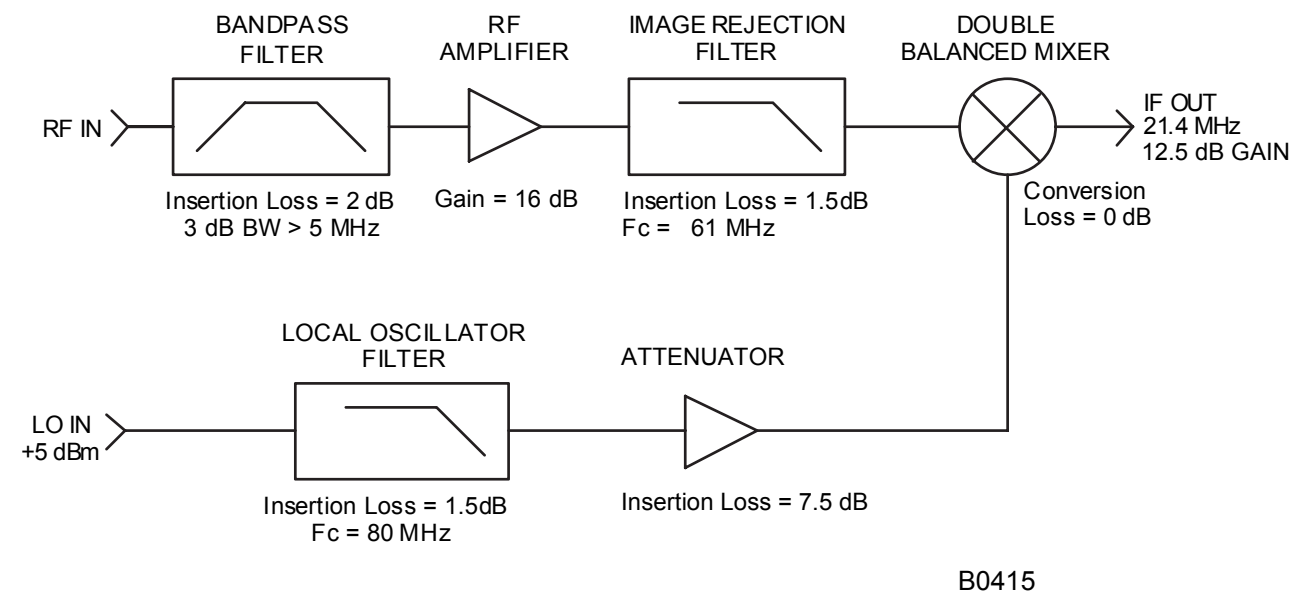 BANDPASS
FILTER
RF
AMPLIFIER
IMAGE REJECTION
FILTER
DOUBLE
BALANCED MIXER
RF IN
IF OUT
21.4 MHz
12.5 dB GAIN
Insertion Loss = 2 dB
3 dB BW > 5 MHz
Gain = 16 dB
Insertion Loss = 1.5dB
Fc = 61 MHz
Conversion
Loss = 0 dB
LOCAL OSCILLATOR
FILTER
ATTENUATOR
LO IN
+5 dBm
Insertion Loss = 1.5dB
Fc = 80 MHz
Insertion Loss = 7.5 dB
B0415